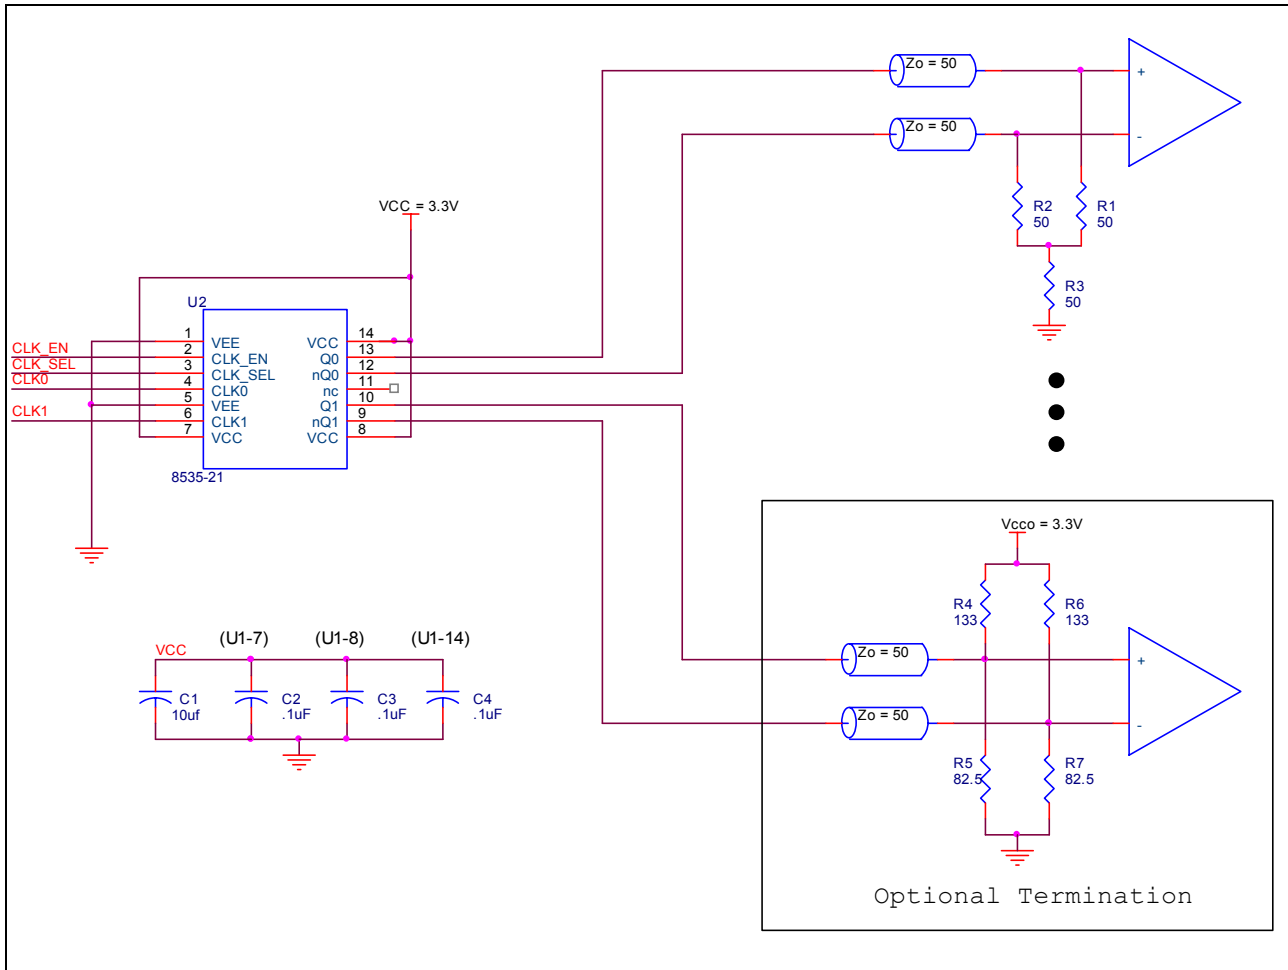 Zo = 50
+
Zo = 50
-
R2
50
R1
50
R3
50
VCC = 3.3V
U2
1
VEE
VCC
14
CLK_EN
2
CLK_EN
Q0
13
CLK_SEL
3
CLK_SEL
nQ0
12
CLK0
4
CLK0
nc
11
5
VEE
Q1
10
CLK1
6
CLK1
nQ1
9
7
VCC
VCC
8
8535-21
Vcco = 3.3V
R4
133
R6
133
Zo = 50
+
Zo = 50
-
R5
82.5
R7
82.5
Optional Termination
VCC
(U1-7)
(U1-8)
(U1-14)
C1
10uf
C2
.1uF
C3
.1uF
C4
.1uF